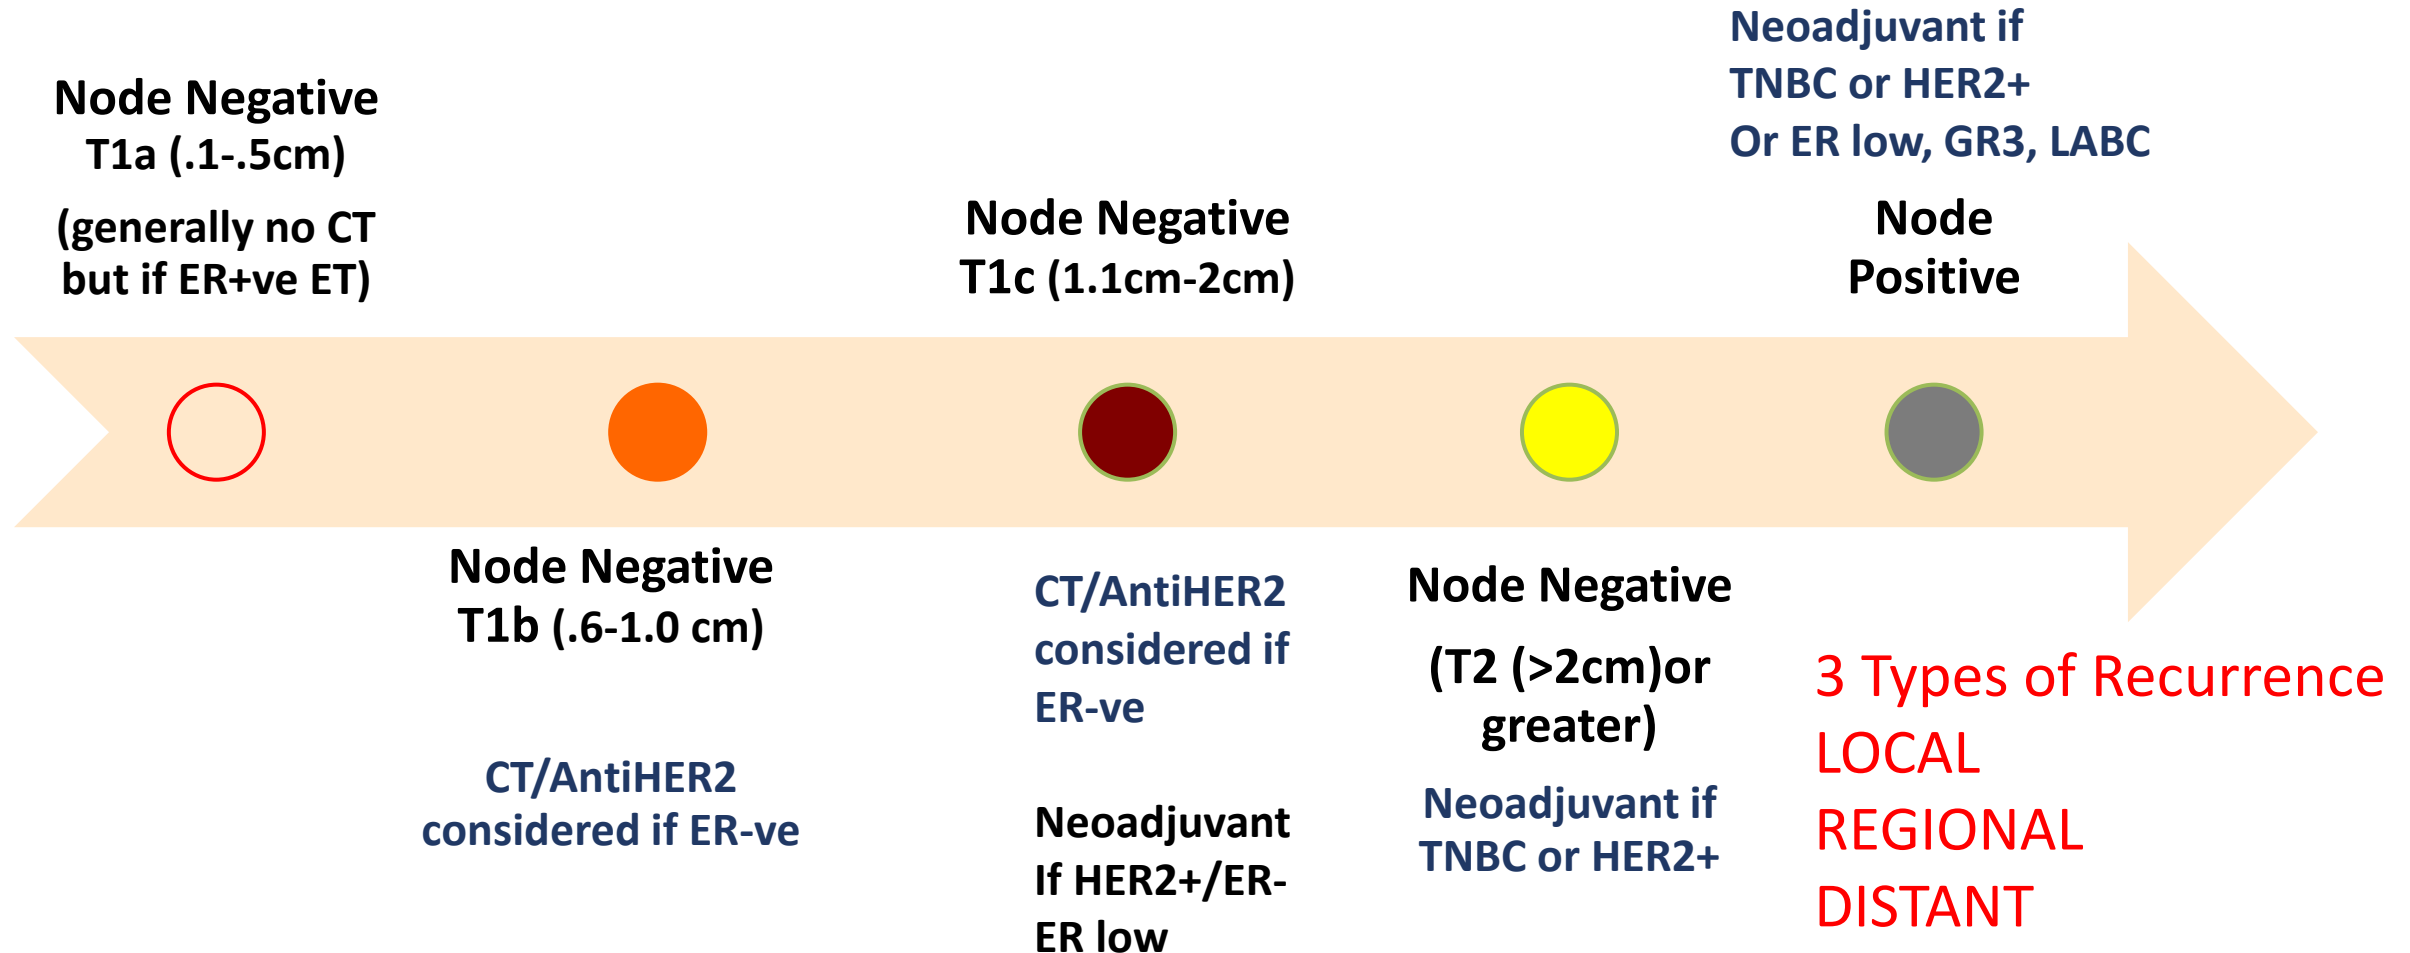 Node Negative
T1a (.1-.5cm)
(generally no CT
but if ER+ve ET)
Node Negative
T1b (.6-1.0 cm)
CT/AntiHER2
considered if ER-ve
Node Negative
T1c (1.1cm-2cm)
CT/AntiHER2
considered if
ER-ve
Neoadjuvant
If HER2+/ER-
ER low
Node Negative
(T2 (>2cm)or
greater)
Neoadjuvant if
TNBC or HER2+
Neoadjuvant if
TNBC or HER2+
Or ER low, GR3, LABC
Node
Positive
3 Types of Recurrence
LOCAL
REGIONAL
DISTANT